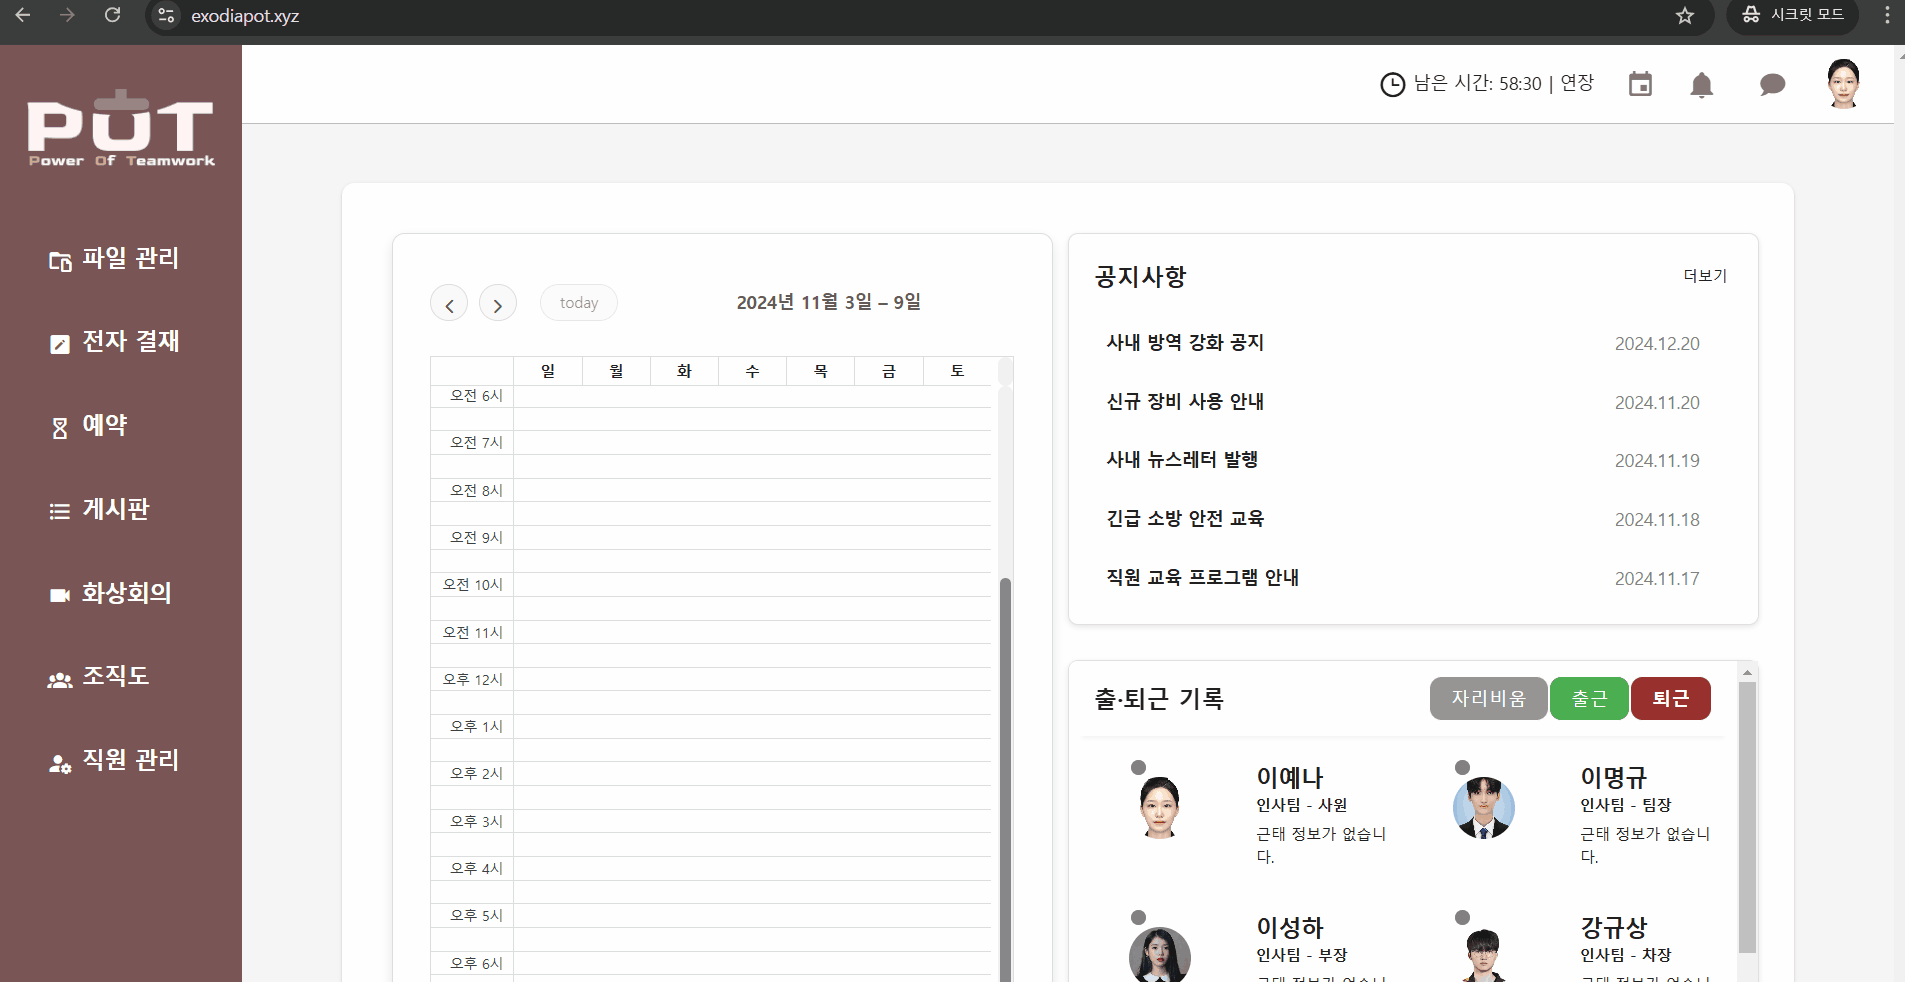 exodiapot.xyz
시크릿 모드
POT
Power Of Teamwork
남은 시간: 58:30 | 연장
파일 관리
전자 결재
예약
게시판
화상회의
조직도
직원 관리
today
2024년 11월 3일 – 9일
일 월 화 수 목 금 토
오전 6시
오전 7시
오전 8시
오전 9시
오전 10시
오전 11시
오후 12시
오후 1시
오후 2시
오후 3시
오후 4시
오후 5시
오후 6시
공지사항 더보기
사내 방역 강화 공지 2024.12.20
신규 장비 사용 안내 2024.11.20
사내 뉴스레터 발행 2024.11.19
긴급 소방 안전 교육 2024.11.18
직원 교육 프로그램 안내 2024.11.17
출·퇴근 기록 자리비움 출근 퇴근
이예나
인사팀 - 사원
근태 정보가 없습니
다.
이명규
인사팀 - 팀장
근태 정보가 없습니
다.
이성하
인사팀 - 부장
강규상
인사팀 - 차장